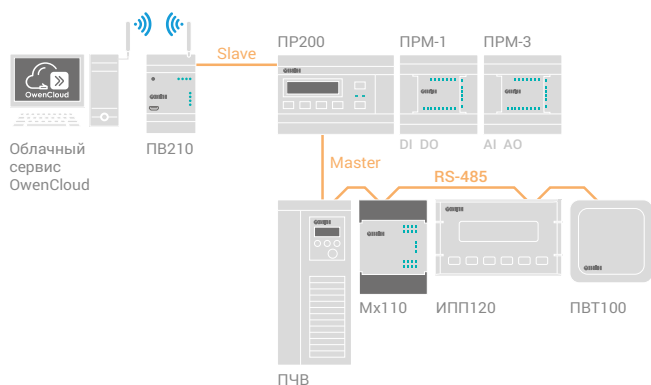 ПР200
ПРМ-1
ПРМ-3
Slave
OwenCloud
Облачный
сервис
OwenCloud
ПВ210
DI DO
AI AO
Master
RS-485
Мх110
ИПП120
ПВТ100
ПЧВ